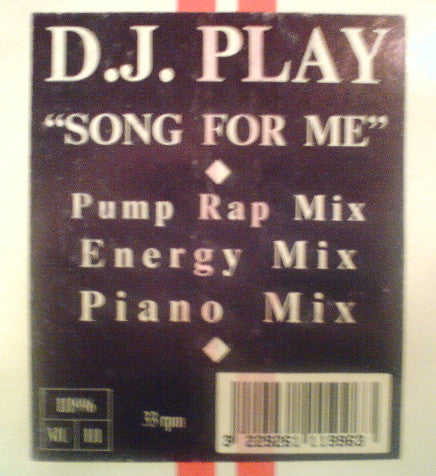 D.J. PLAY
“SONG FOR ME”
Pump Rap Mix
Energy Mix
Piano Mix
33 rpm